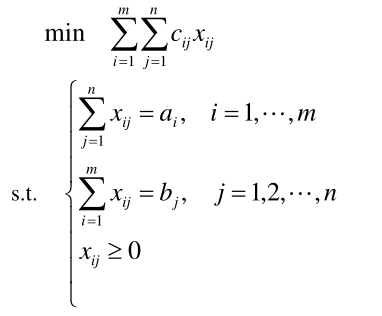 min ∑_{i=1}^{m} ∑_{j=1}^{n} c_{ij} x_{ij}
s.t. { ∑_{j=1}^{n} x_{ij} = a_i, i = 1,⋯,m
∑_{i=1}^{m} x_{ij} = b_j, j = 1,2,⋯,n
x_{ij} ≥ 0